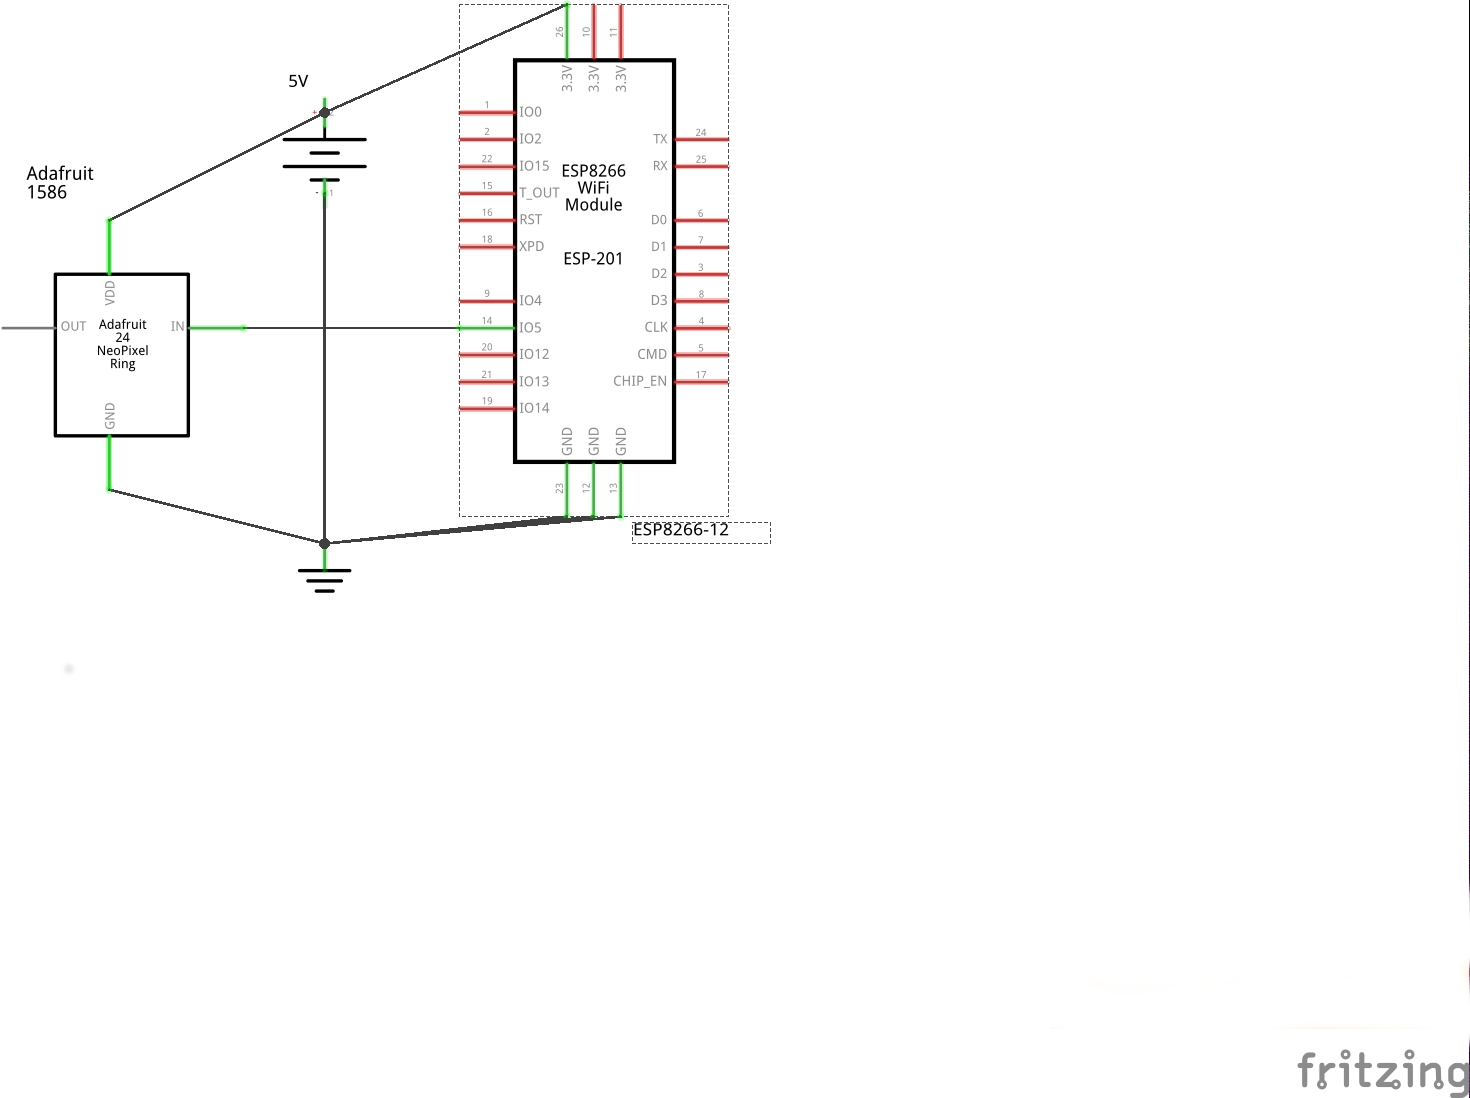 26
10
11
3.3V
3.3V
3.3V
5V
+
Adafruit
1586
-
1
1
IO0
2
IO2
22
IO15
15
T_OUT
16
RST
18
XPD
9
IO4
14
IO5
20
IO12
21
IO13
19
IO14
ESP8266
WiFi
Module
ESP-201
TX
24
RX
25
D0
6
D1
7
D2
3
D3
8
CLK
4
CMD
5
CHIP_EN
17
VDD
OUT
IN
Adafruit
24
NeoPixel
Ring
GND
GND
GND
GND
23
12
13
ESP8266-12
fritzing